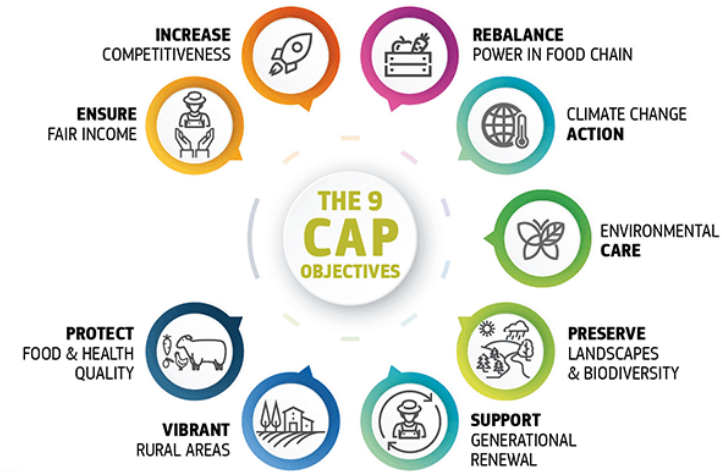 THE 9
CAP
OBJECTIVES
ENSURE
FAIR INCOME
INCREASE
COMPETITIVENESS
REBALANCE
POWER IN FOOD CHAIN
CLIMATE CHANGE
ACTION
ENVIRONMENTAL
CARE
PRESERVE
LANDSCAPES
& BIODIVERSITY
SUPPORT
GENERATIONAL
RENEWAL
VIBRANT
RURAL AREAS
PROTECT
FOOD & HEALTH
QUALITY